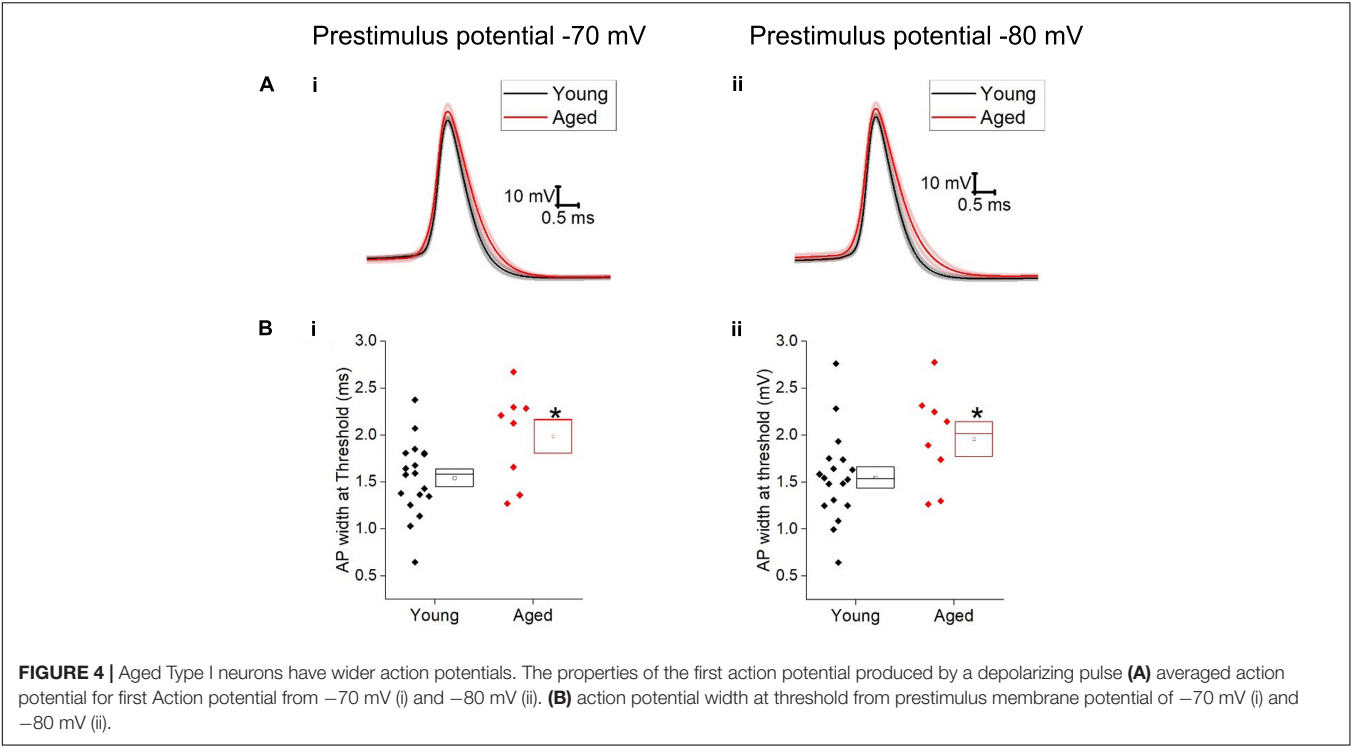 Prestimulus potential -70 mV
Prestimulus potential -80 mV
A i
Young
Aged
10 mV
0.5 ms
ii
Young
Aged
10 mV
0.5 ms
B i
AP width at Threshold (ms)
3.0
2.5
2.0
1.5
1.0
0.5
*
Young Aged
ii
AP width at threshold (mV)
3.0
2.5
2.0
1.5
1.0
0.5
*
Young Aged
FIGURE 4 | Aged Type I neurons have wider action potentials. The properties of the first action potential produced by a depolarizing pulse (A) averaged action
potential for first Action potential from −70 mV (i) and −80 mV (ii). (B) action potential width at threshold from prestimulus membrane potential of −70 mV (i) and
−80 mV (ii).